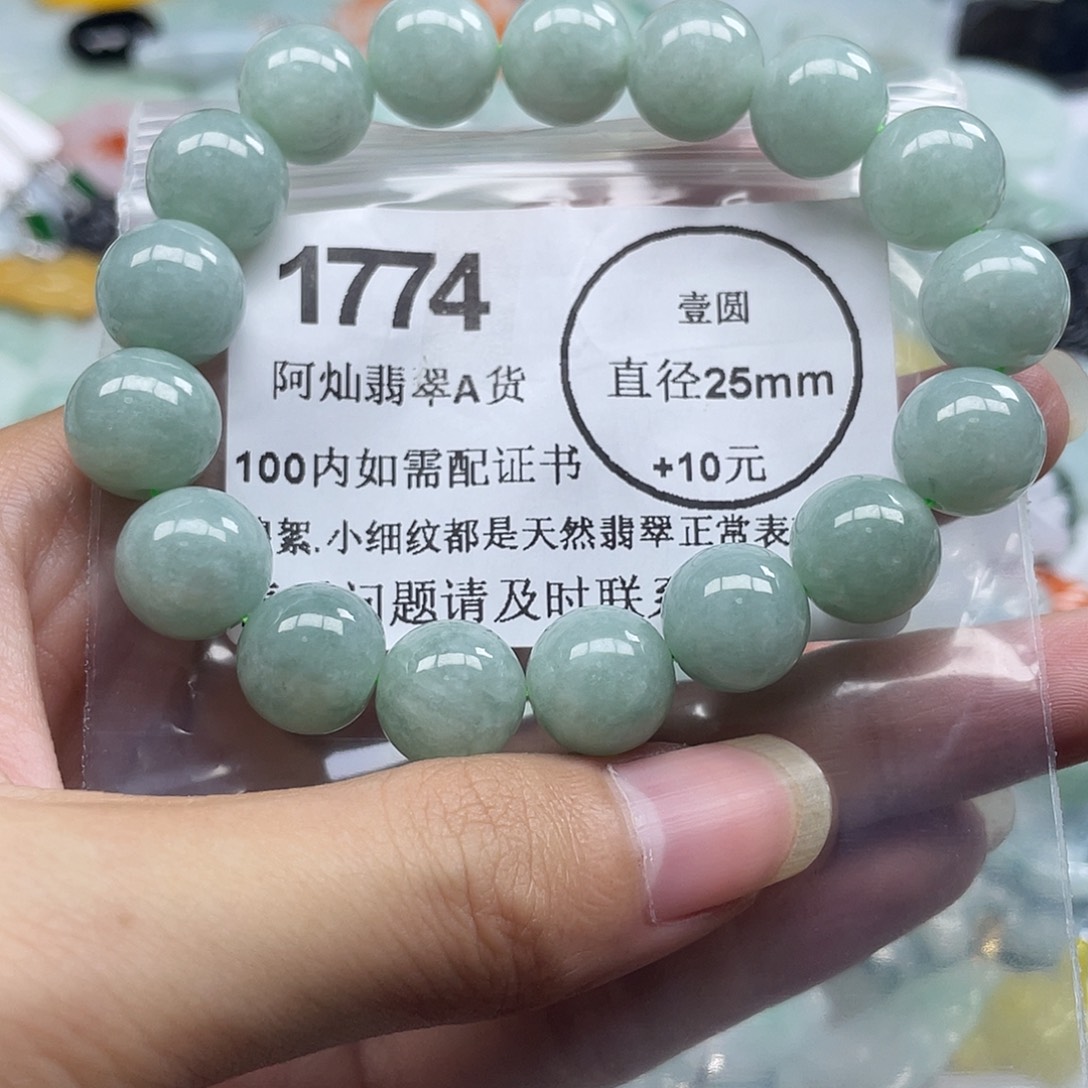 1774
壹圆
阿灿翡翠A货
直径25mm
100内如需配证书
+10元
絮.小细纹都是天然翡翠正常表
问题请及时联系